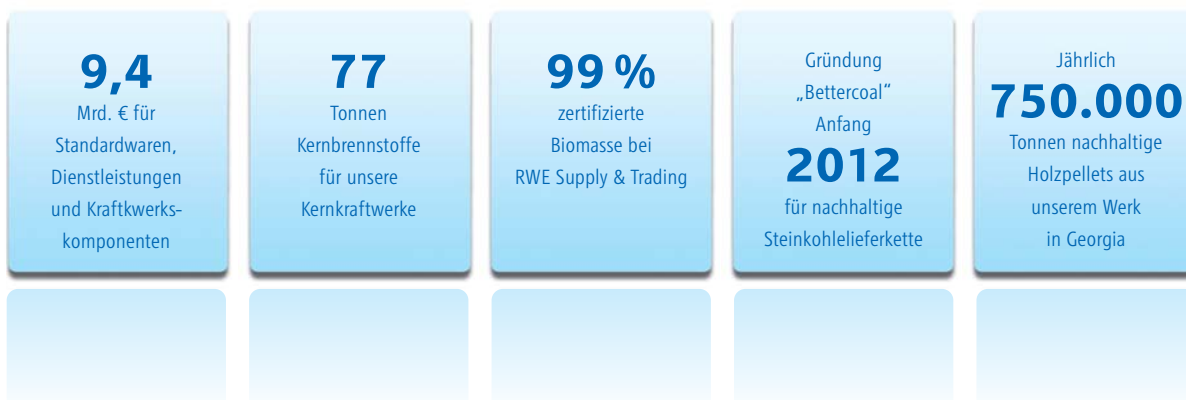 9,4
Mrd. € für
Standardwaren,
Dienstleistungen
und Kraftkwerks-
komponenten
77
Tonnen
Kernbrennstoffe
für unsere
Kernkraftwerke
99 %
zertifizierte
Biomasse bei
RWE Supply & Trading
Gründung
„Bettercoal“
Anfang
2012
für nachhaltige
Steinkohlelieferkette
Jährlich
750.000
Tonnen nachhaltige
Holzpellets aus
unserem Werk
in Georgia